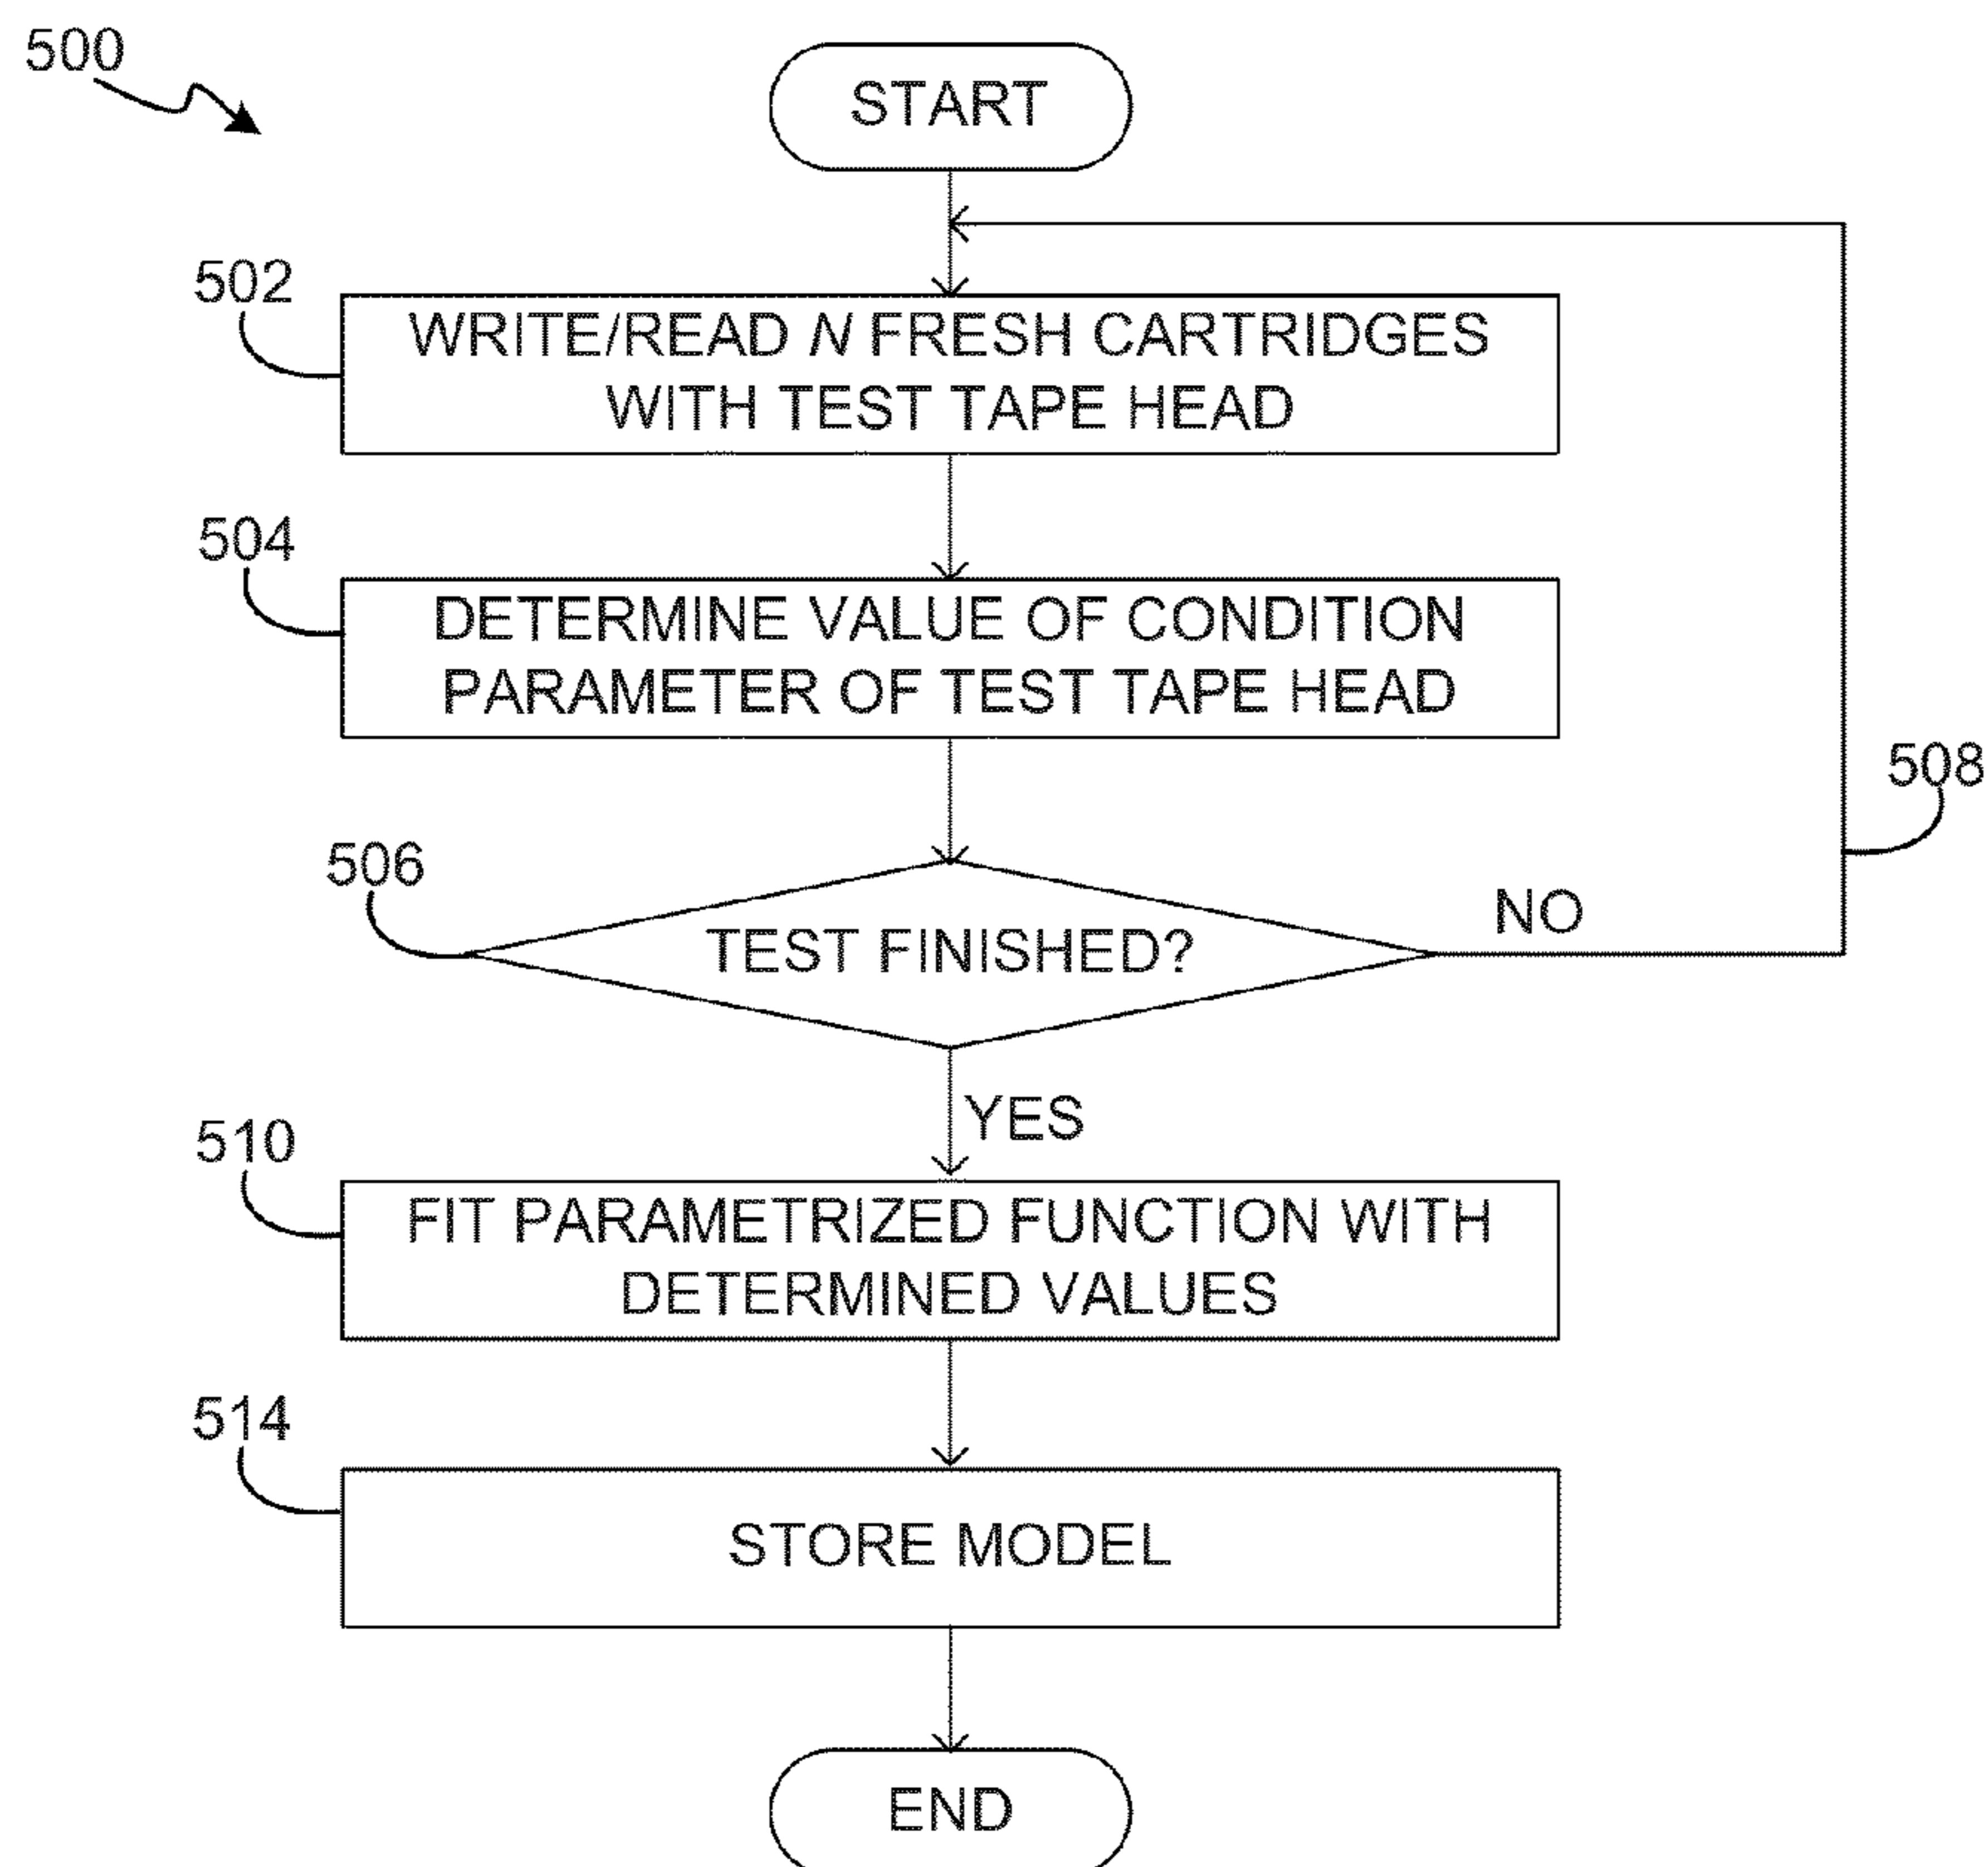 500
START
502
WRITE/READ N FRESH CARTRIDGES
WITH TEST TAPE HEAD
504
DETERMINE VALUE OF CONDITION
PARAMETER OF TEST TAPE HEAD
508
506
TEST FINISHED?
NO
YES
510
FIT PARAMETRIZED FUNCTION WITH
DETERMINED VALUES
514
STORE MODEL
END